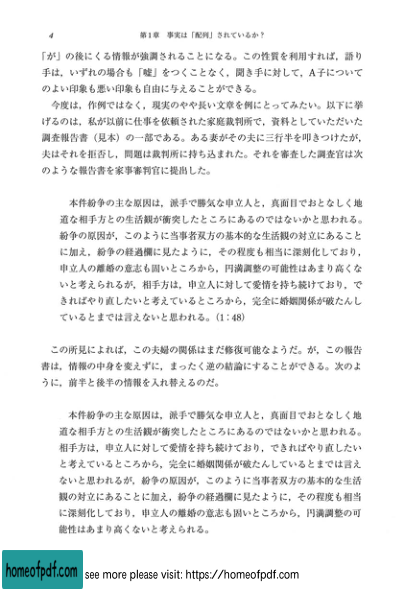 4　第1章　事実は「配列」されているか？
「が」の後にくる情報が強調されることになる。この性質を利用すれば，語り
手は，いずれの場合も「嘘」をつくことなく，聞き手に対して，A子について
のよい印象も悪い印象も自由に与えることができる。
今度は，作例ではなく，現実のやや長い文章を例にとってみたい。以下に挙
げるのは，私が以前に仕事を依頼された家庭裁判所で，資料としていただいた
調査報告書（見本）の一部である。ある妻がその夫に三行半を叩きつけたが，
夫はそれを拒否し，問題は裁判所に持ち込まれた。それを審査した調査官は次
のような報告書を家事審判官に提出した。
本件紛争の主な原因は，派手で勝気な申立人と，真面目でおとなしく地
道な相手方との生活観が衝突したところにあるのではないかと思われる。
紛争の原因が，このように当事者双方の基本的な生活観の対立にあること
に加え，紛争の経過欄に見たように，その程度も相当に深刻化しており，
申立人の離婚の意志も固いところから，円満調整の可能性はあまり高くな
いと考えられるが，相手方は，申立人に対して愛情を持ち続けており，で
きればやり直したいと考えているところから，完全に婚姻関係が破たんし
ているとまでは言えないと思われる。（1：48）
この所見によれば，この夫婦の関係はまだ修復可能なようだ。が，この報告
書は，情報の中身を変えずに，まったく逆の結論にすることができる。次のよ
うに，前半と後半の情報を入れ替えるのだ。
本件紛争の主な原因は，派手で勝気な申立人と，真面目でおとなしく地
道な相手方との生活観が衝突したところにあるのではないかと思われる。
相手方は，申立人に対して愛情を持ち続けており，できればやり直したい
と考えているところから，完全に婚姻関係が破たんしているとまでは言え
ないと思われるが，紛争の原因が，このように当事者双方の基本的な生活
観の対立にあることに加え，紛争の経過欄に見たように，その程度も相当
に深刻化しており，申立人の離婚の意志も固いところから，円満調整の可
能性はあまり高くないと考えられる。
homeofpdf.com see more please visit: https://homeofpdf.com